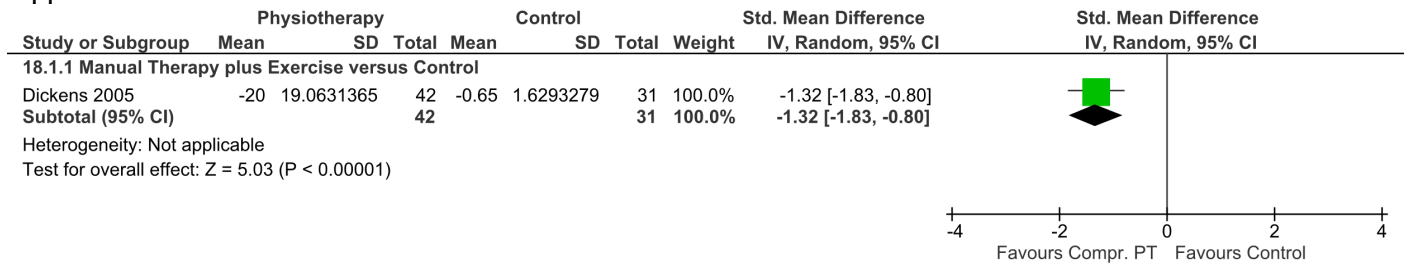 Physiotherapy Control Std. Mean Difference Std. Mean Difference
Study or Subgroup Mean SD Total Mean SD Total Weight IV, Random, 95% CI IV, Random, 95% CI
18.1.1 Manual Therapy plus Exercise versus Control
Dickens 2005 -20 19.0631365 42 -0.65 1.6293279 31 100.0% -1.32 [-1.83, -0.80]
Subtotal (95% CI) 42 31 100.0% -1.32 [-1.83, -0.80]
Heterogeneity: Not applicable
Test for overall effect: Z = 5.03 (P < 0.00001)
-4 -2 0 2 4
Favours Compr. PT Favours Control